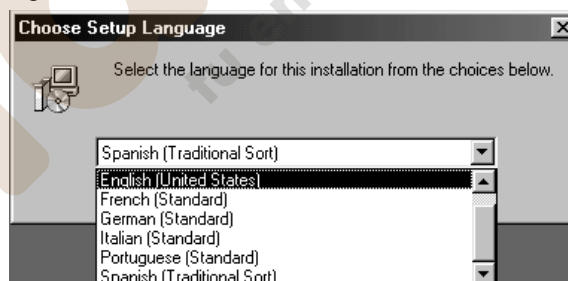 Choose Setup Language
Select the language for this installation from the choices below.
Spanish (Traditional Sort)
English (United States)
French (Standard)
German (Standard)
Italian (Standard)
Portuguese (Standard)
Spanish (Traditional Sort)